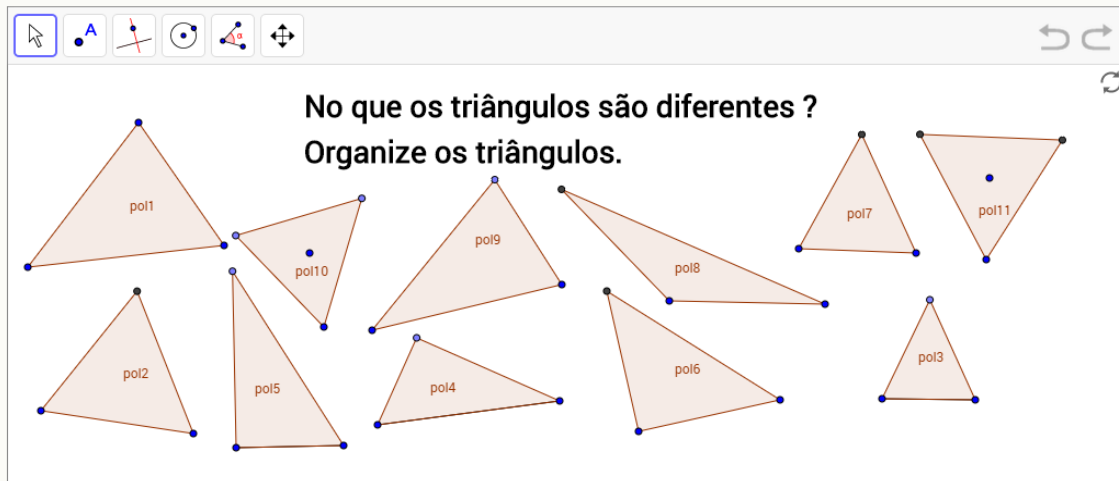 A
α
No que os triângulos são diferentes ?
Organize os triângulos.
pol1
pol9
pol7
pol11
pol10
pol8
pol2
pol5
pol4
pol6
pol3